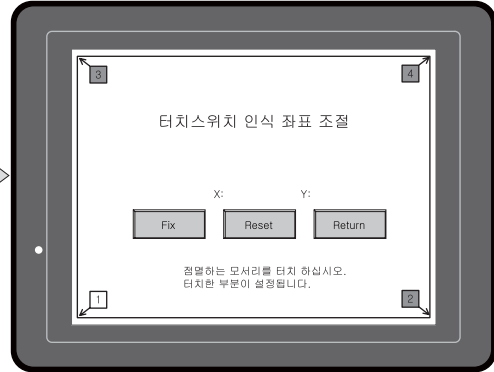 3 4
터치스위치 인식 좌표 조절
X: Y:
Fix Reset Return
점멸하는 모서리를 터치 하십시오.
터치한 부분이 설정됩니다.
1 2